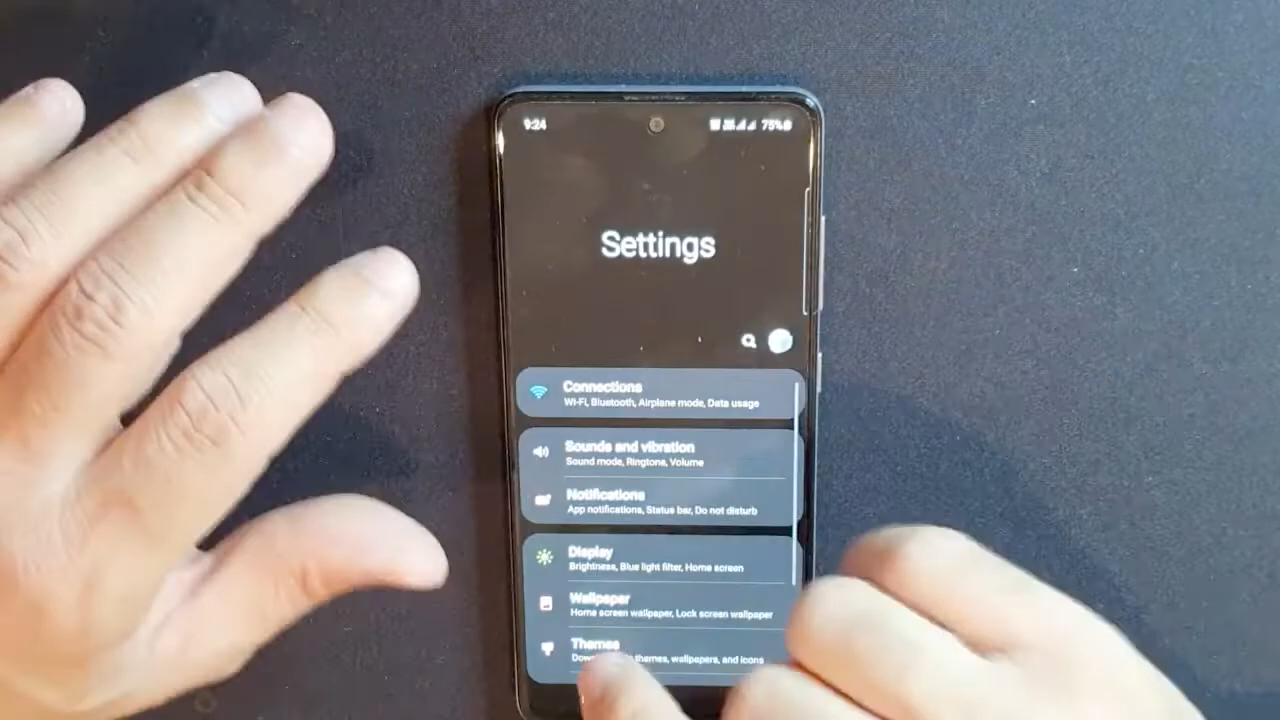 9:24
75%
Settings
Connections
Wi-Fi, Bluetooth, Airplane mode, Data usage
Sounds and vibration
Sound mode, Ringtone, Volume
Notifications
App notifications, Status bar, Do not disturb
Display
Brightness, Blue light filter, Home screen
Wallpaper
Home screen wallpaper, Lock screen wallpaper
Themes
themes, wallpapers, and icons